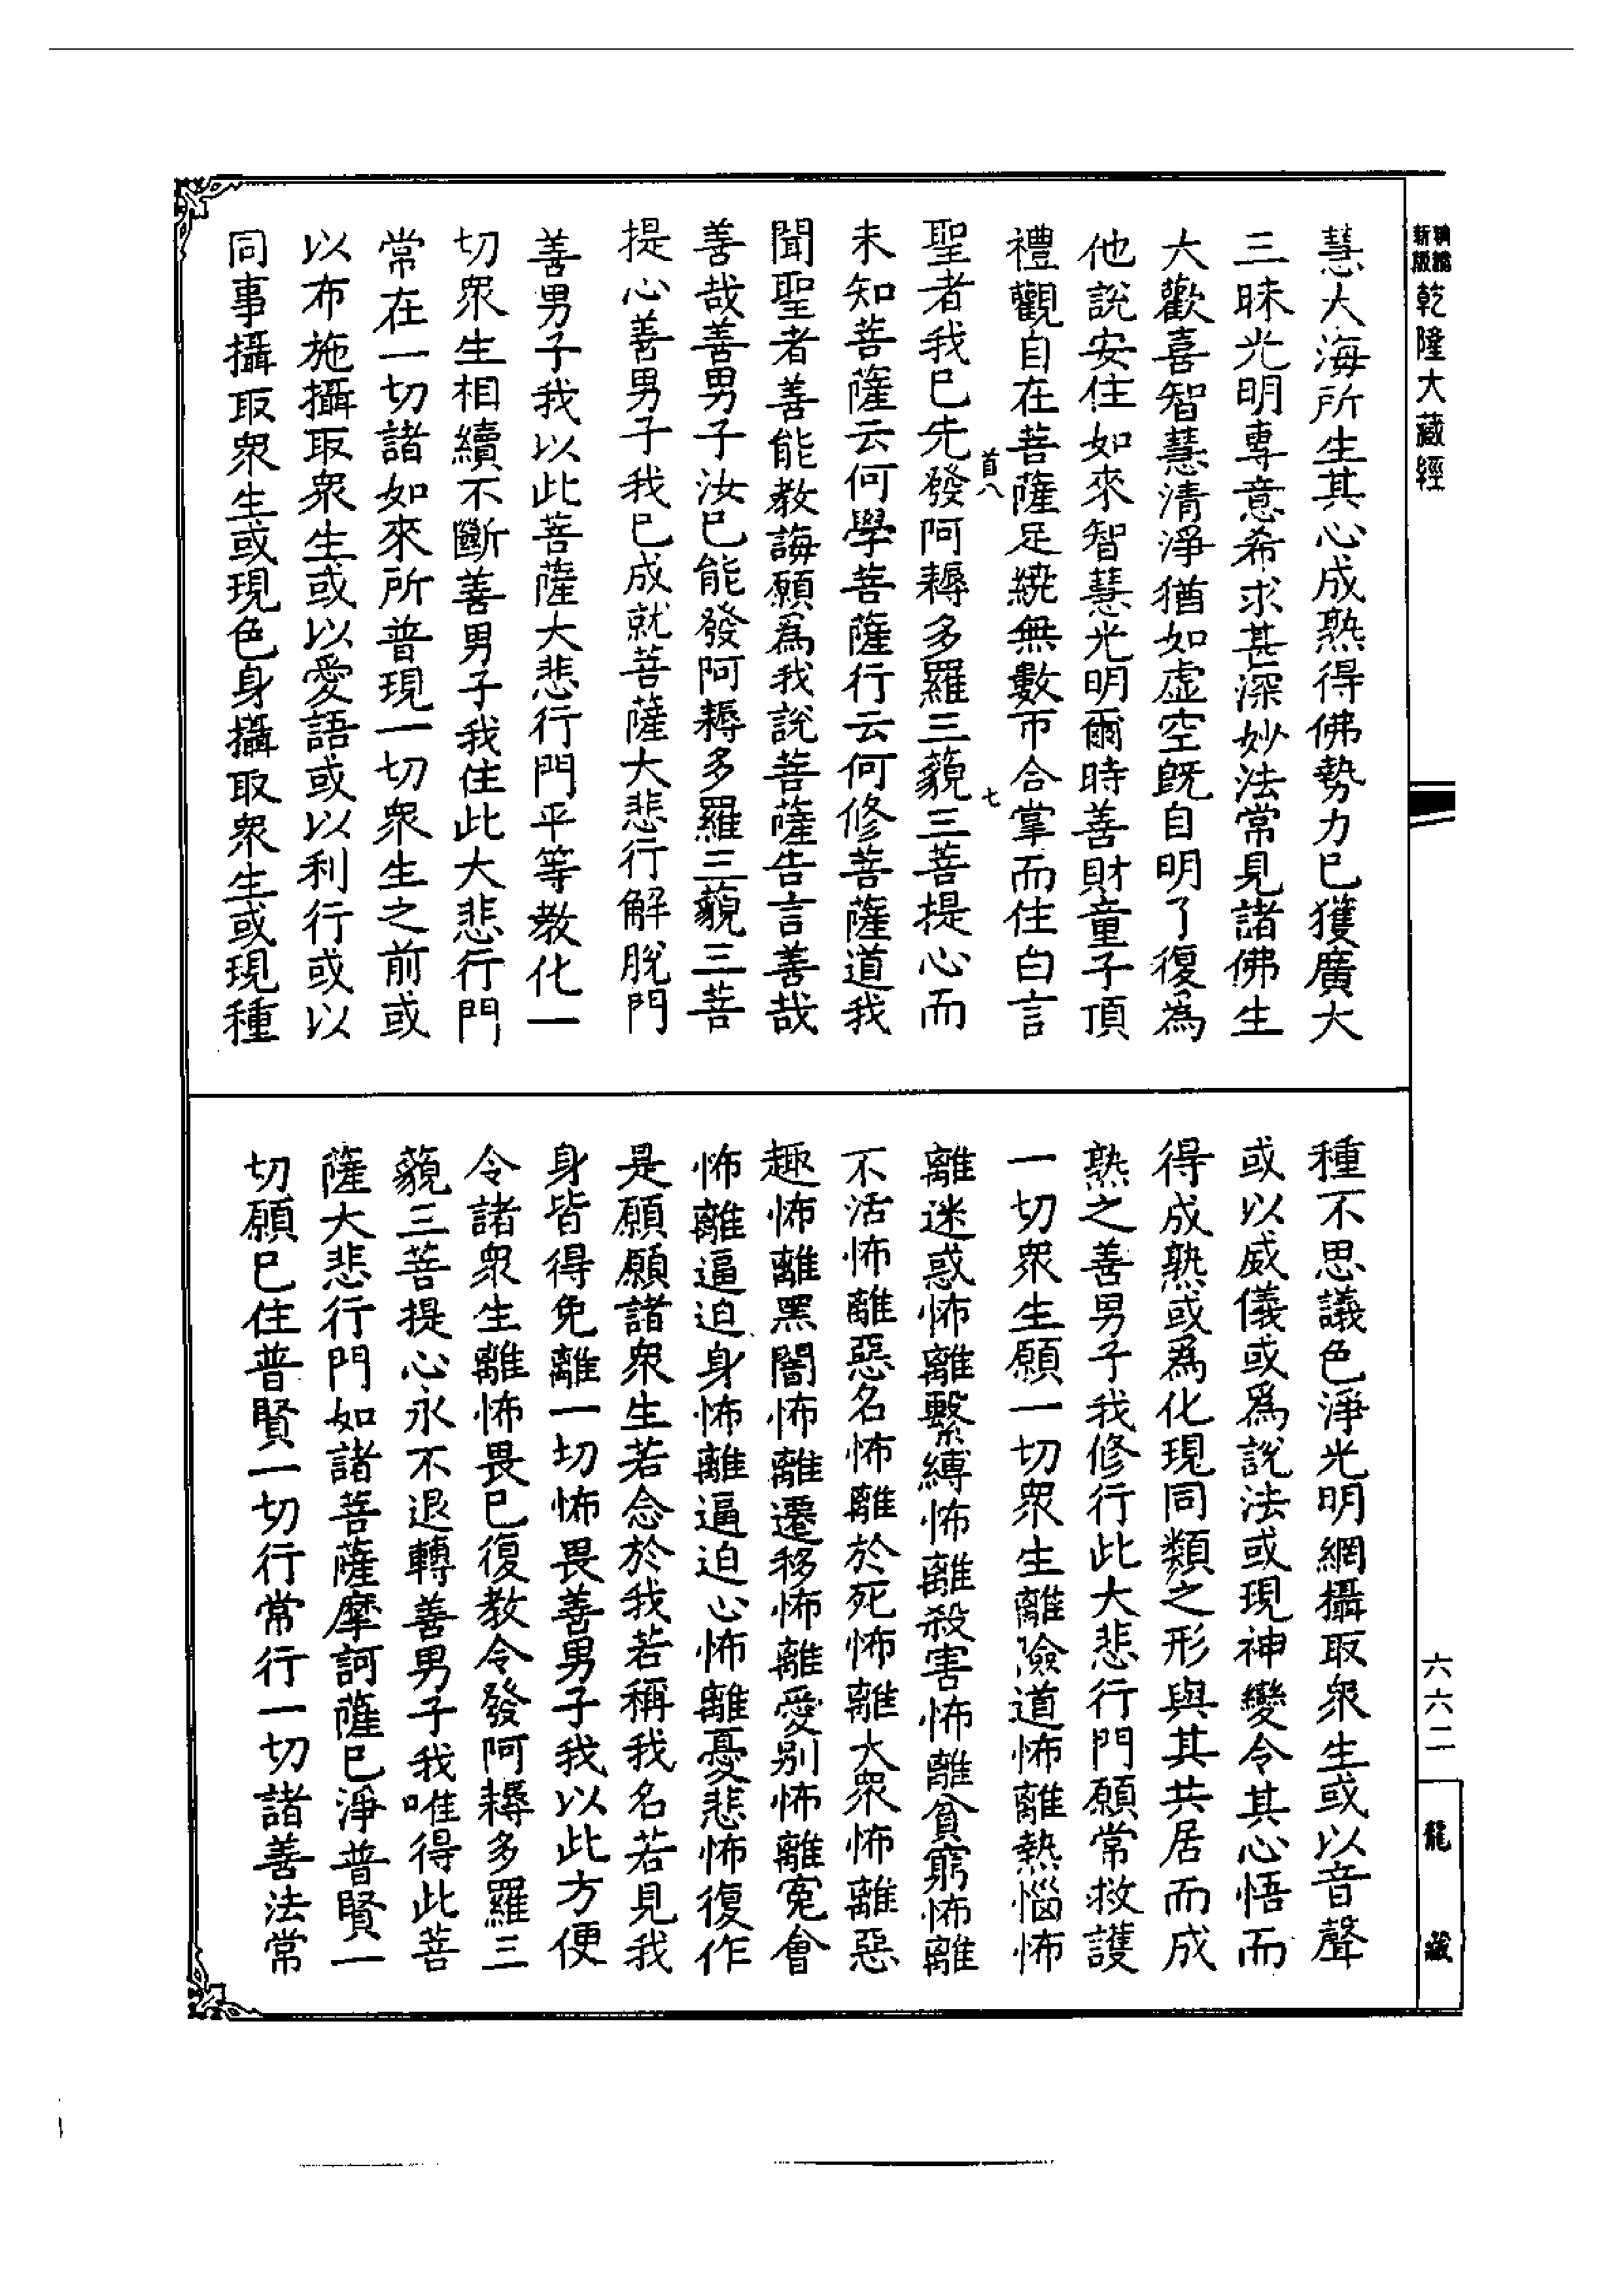 新版
乾隆大藏經
慧大海所生其心成熟得佛勢力已獲廣大
三昧光明專意希求甚深妙法常見諸佛生
大歡喜智慧清淨猶如虛空旣自明了復爲
他說安住如來智慧光明爾時善財童子頂
禮觀自在菩薩足繞無數帀合掌而住白言
首八
七
聖者我已先發阿耨多羅三藐三菩提心而
未知菩薩云何學菩薩行云何修菩薩道我
聞聖者善能教誨願爲我說菩薩告言善哉
善哉善男子汝已能發阿耨多羅三藐三菩
提心善男子我已成就菩薩大悲行解脫門
善男子我以此菩薩大悲行門平等教化一
切衆生相續不斷善男子我住此大悲行門
常在一切諸如來所普現一切衆生之前或
以布施攝取衆生或以愛語或以利行或以
同事攝取衆生或現色身攝取衆生或現種
種不思議色淨光明網攝取衆生或以音聲
或以威儀或爲說法或現神變令其心悟而
得成熟或爲化現同類之形與其共居而成
熟之善男子我修行此大悲行門願常救護
一切衆生願一切衆生離險道怖離熱惱怖
離迷惑怖離繫縛怖離殺害怖離貧窮怖離
不活怖離惡名怖離於死怖離大衆怖離惡
趣怖離黑闇怖離遷移怖離愛別怖離冤會
怖離逼迫身怖離逼迫心怖離憂悲怖復作
是願願諸衆生若念於我若稱我名若見我
身皆得免離一切怖畏善男子我以此方便
令諸衆生離怖畏已復教令發阿耨多羅三
藐三菩提心永不退轉善男子我唯得此菩
薩大悲行門如諸菩薩摩訶薩已淨普賢一
切願已住普賢一切行常行一切諸善法常
六六二
龍藏